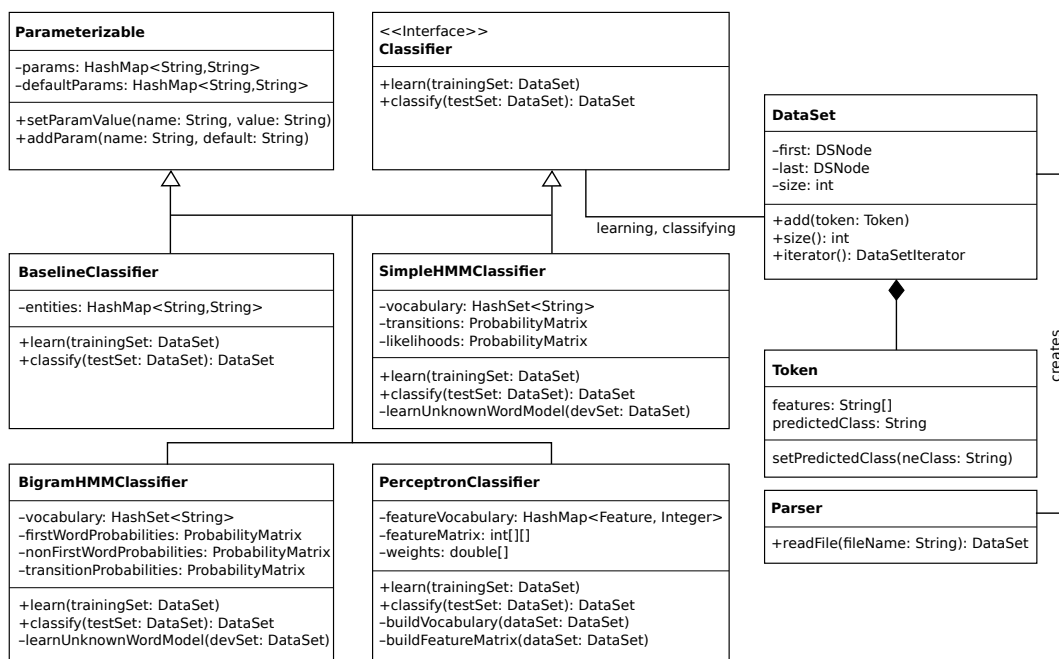 Parameterizable
–params: HashMap<String,String>
–defaultParams: HashMap<String,String>
+setParamValue(name: String, value: String)
+addParam(name: String, default: String)
<<Interface>>
Classifier
+learn(trainingSet: DataSet)
+classify(testSet: DataSet): DataSet
DataSet
–first: DSNode
–last: DSNode
–size: int
+add(token: Token)
+size(): int
+iterator(): DataSetIterator
learning, classifying
BaselineClassifier
–entities: HashMap<String,String>
+learn(trainingSet: DataSet)
+classify(testSet: DataSet): DataSet
SimpleHMMClassifier
–vocabulary: HashSet<String>
–transitions: ProbabilityMatrix
–likelihoods: ProbabilityMatrix
+learn(trainingSet: DataSet)
+classify(testSet: DataSet): DataSet
–learnUnknownWordModel(devSet: DataSet)
creates
Token
features: String[]
predictedClass: String
setPredictedClass(neClass: String)
BigramHMMClassifier
–vocabulary: HashSet<String>
–firstWordProbabilities: ProbabilityMatrix
–nonFirstWordProbabilities: ProbabilityMatrix
–transitionProbabilities: ProbabilityMatrix
+learn(trainingSet: DataSet)
+classify(testSet: DataSet): DataSet
–learnUnknownWordModel(devSet: DataSet)
PerceptronClassifier
–featureVocabulary: HashMap<Feature, Integer>
–featureMatrix: int[][]
–weights: double[]
+learn(trainingSet: DataSet)
+classify(testSet: DataSet): DataSet
–buildVocabulary(dataSet: DataSet)
–buildFeatureMatrix(dataSet: DataSet)
Parser
+readFile(fileName: String): DataSet